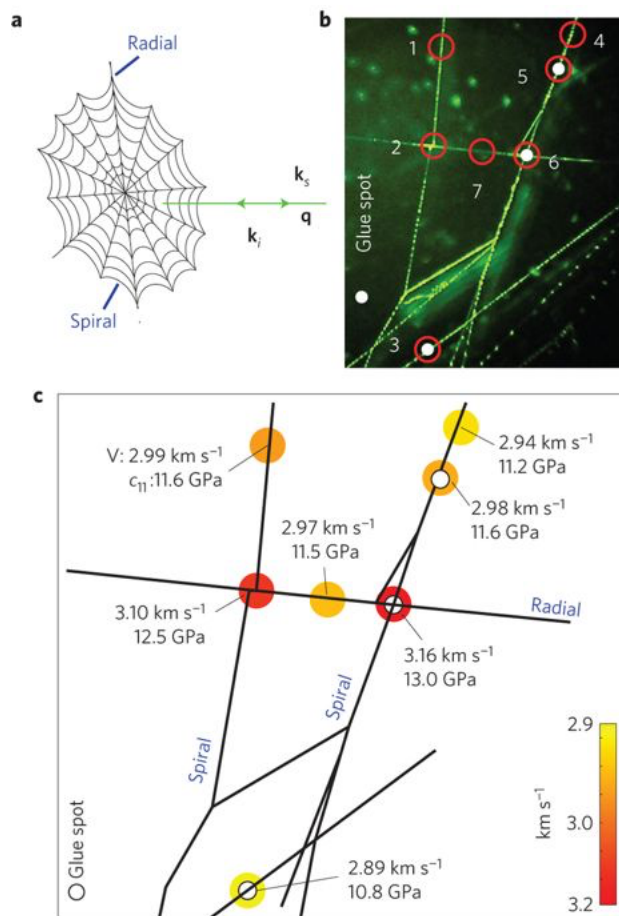 a
Radial
k_s
q
k_i
Spiral
b
1
4
5
2
6
7
Glue spot
3
c
V: 2.99 km s⁻¹
c₁₁:11.6 GPa
2.94 km s⁻¹
11.2 GPa
2.98 km s⁻¹
11.6 GPa
2.97 km s⁻¹
11.5 GPa
3.10 km s⁻¹
12.5 GPa
Radial
3.16 km s⁻¹
13.0 GPa
Spiral
Spiral
Glue spot
2.89 km s⁻¹
10.8 GPa
km s⁻¹
2.9
3.0
3.2